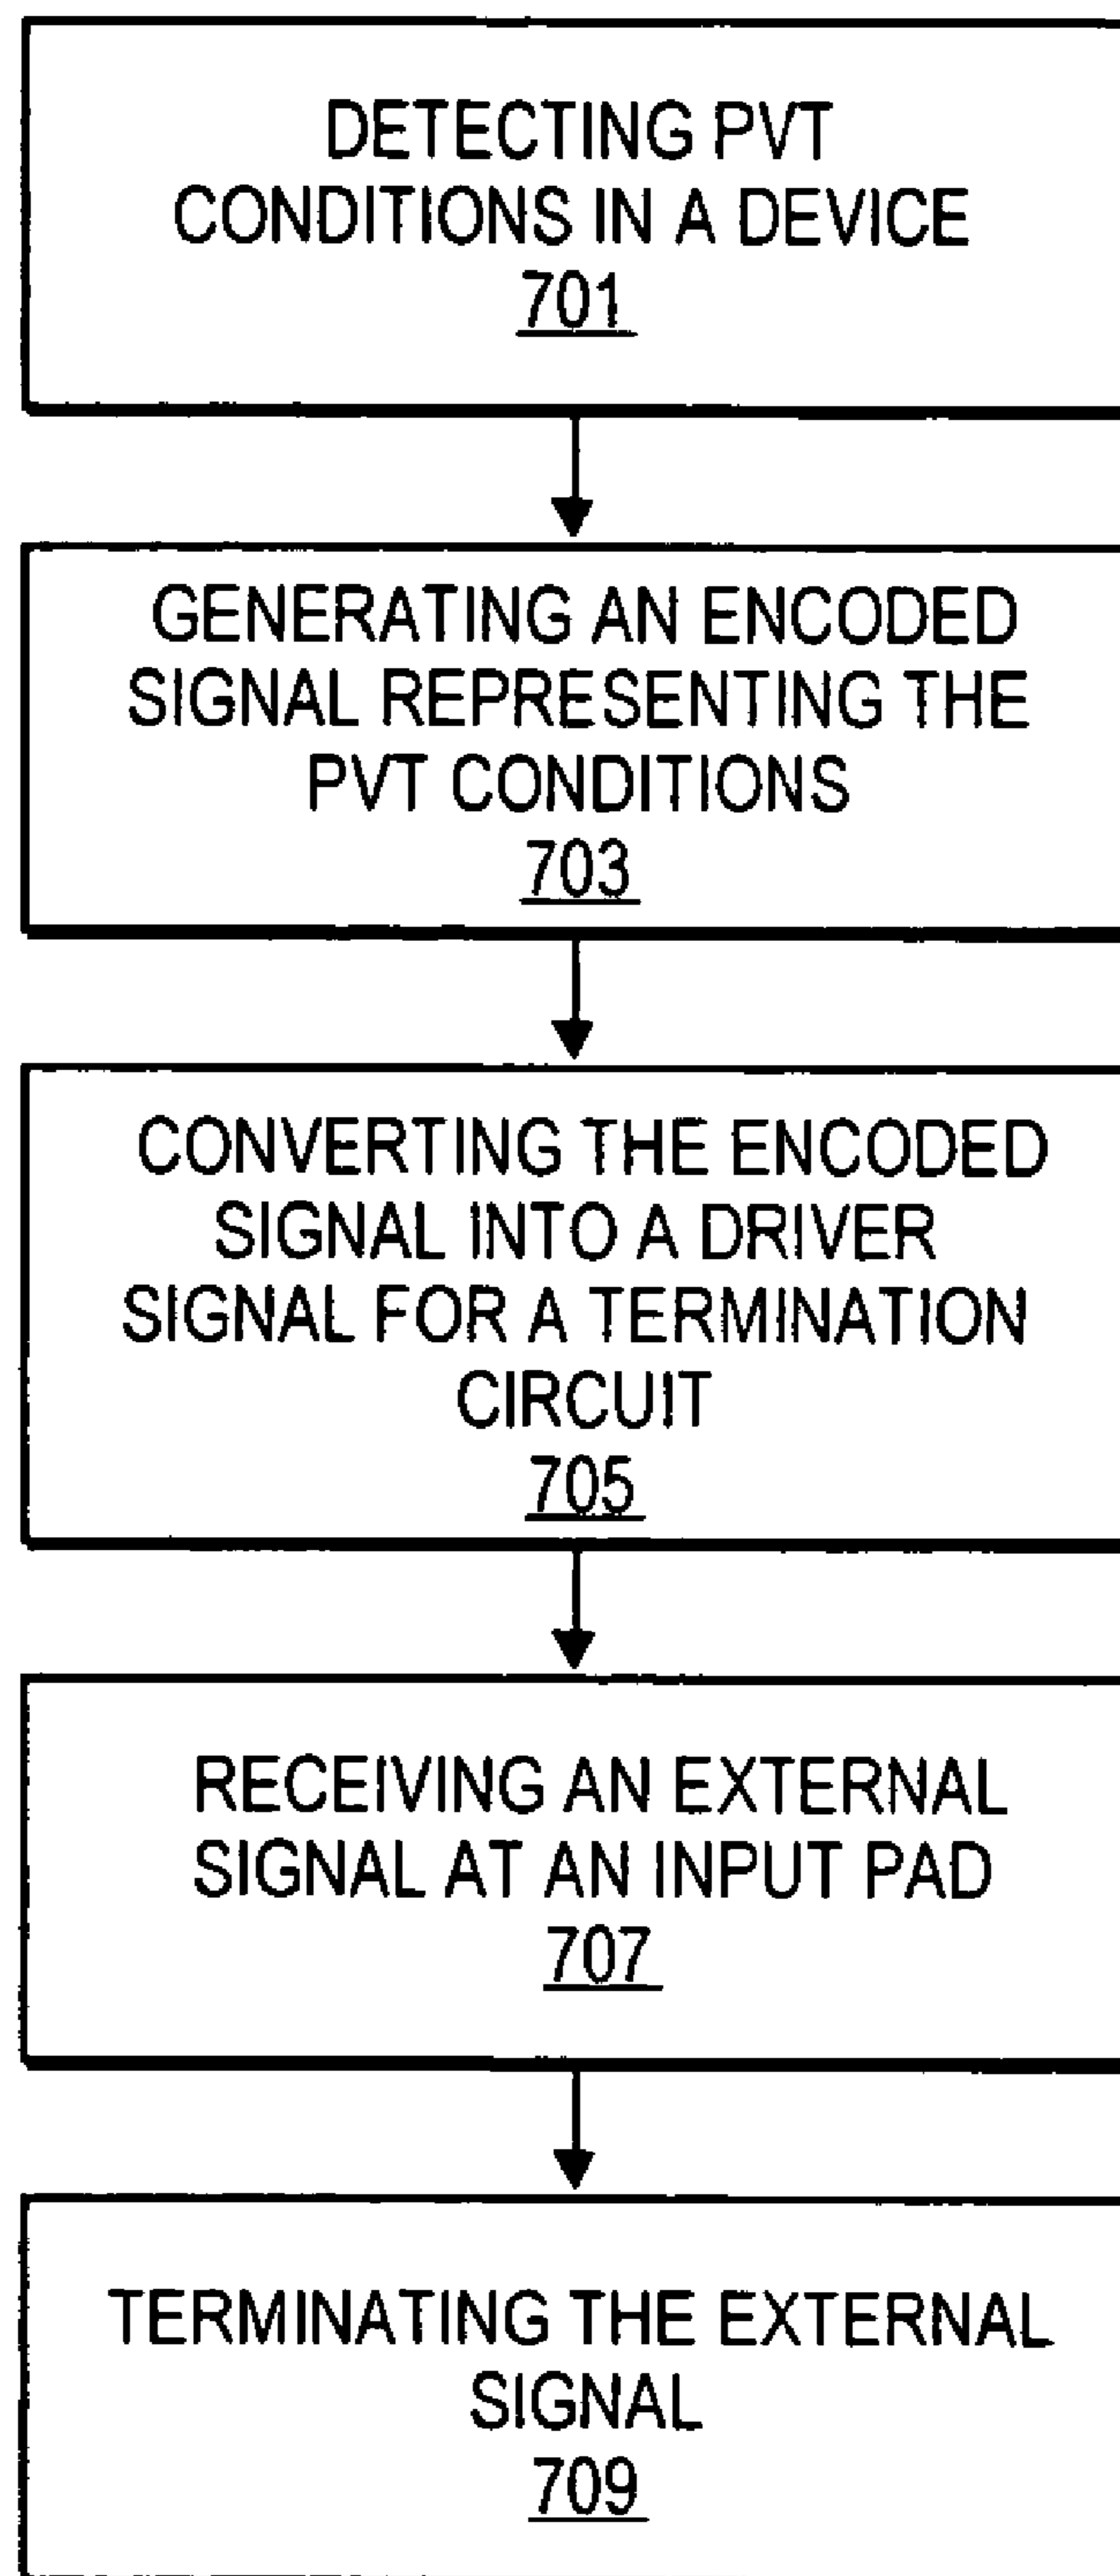 DETECTING PVT
CONDITIONS IN A DEVICE
701
GENERATING AN ENCODED
SIGNAL REPRESENTING THE
PVT CONDITIONS
703
CONVERTING THE ENCODED
SIGNAL INTO A DRIVER
SIGNAL FOR A TERMINATION
CIRCUIT
705
RECEIVING AN EXTERNAL
SIGNAL AT AN INPUT PAD
707
TERMINATING THE EXTERNAL
SIGNAL
709